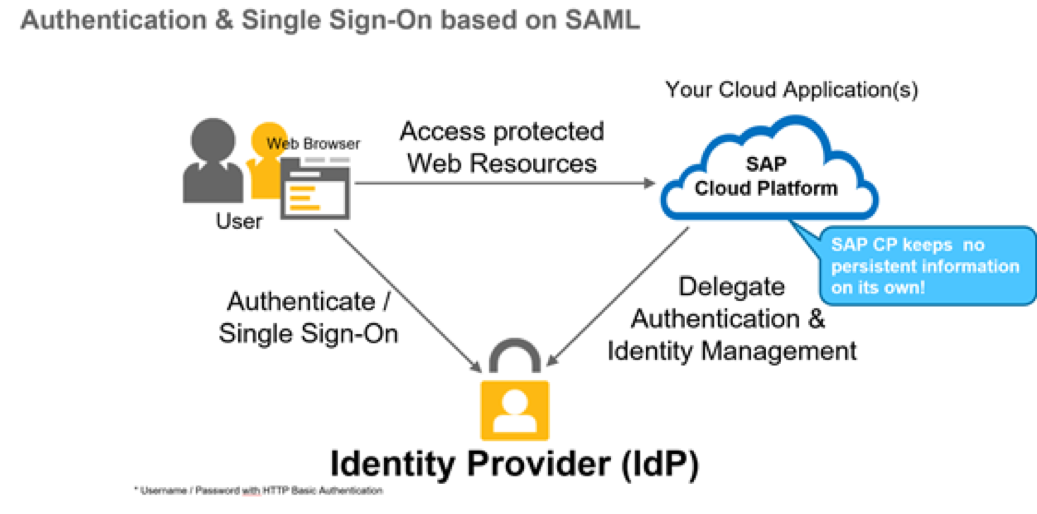 Authentication & Single Sign-On based on SAML
Your Cloud Application(s)
Access protected
Web Resources
Web Browser
SAP
Cloud Platform
User
SAP CP keeps no
persistent information
on its own!
Authenticate /
Single Sign-On
Delegate
Authentication &
Identity Management
Identity Provider (IdP)
* Username / Password with HTTP Basic Authentication